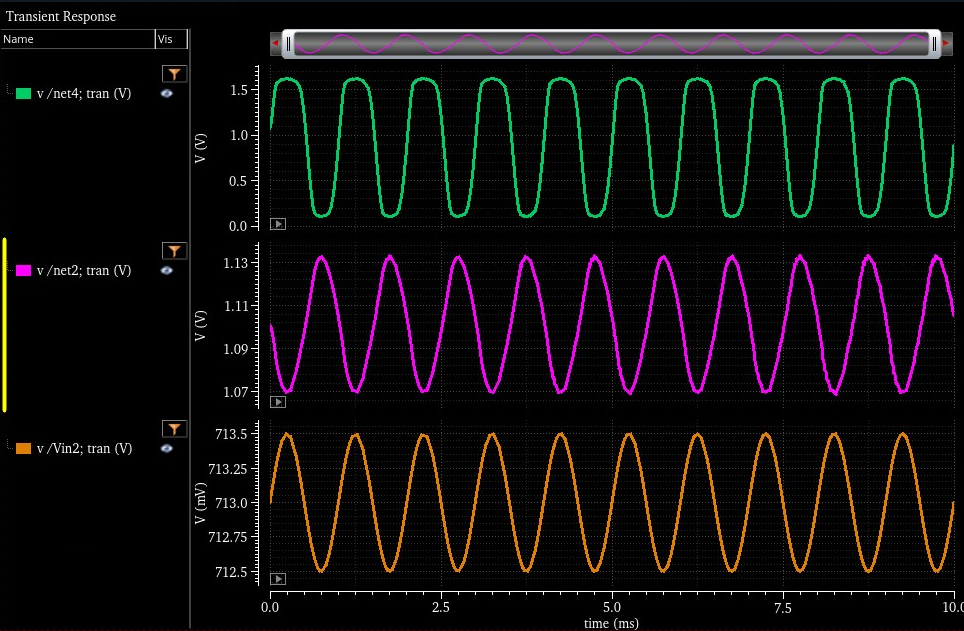 Transient Response
Name Vis
v /net4; tran (V)
V (V)
1.5
1.0
0.5
0.0
v /net2; tran (V)
V (V)
1.13
1.11
1.09
1.07
v /Vin2; tran (V)
V (mV)
713.5
713.25
713.0
712.75
712.5
0.0 2.5 5.0 7.5 10.0
time (ms)